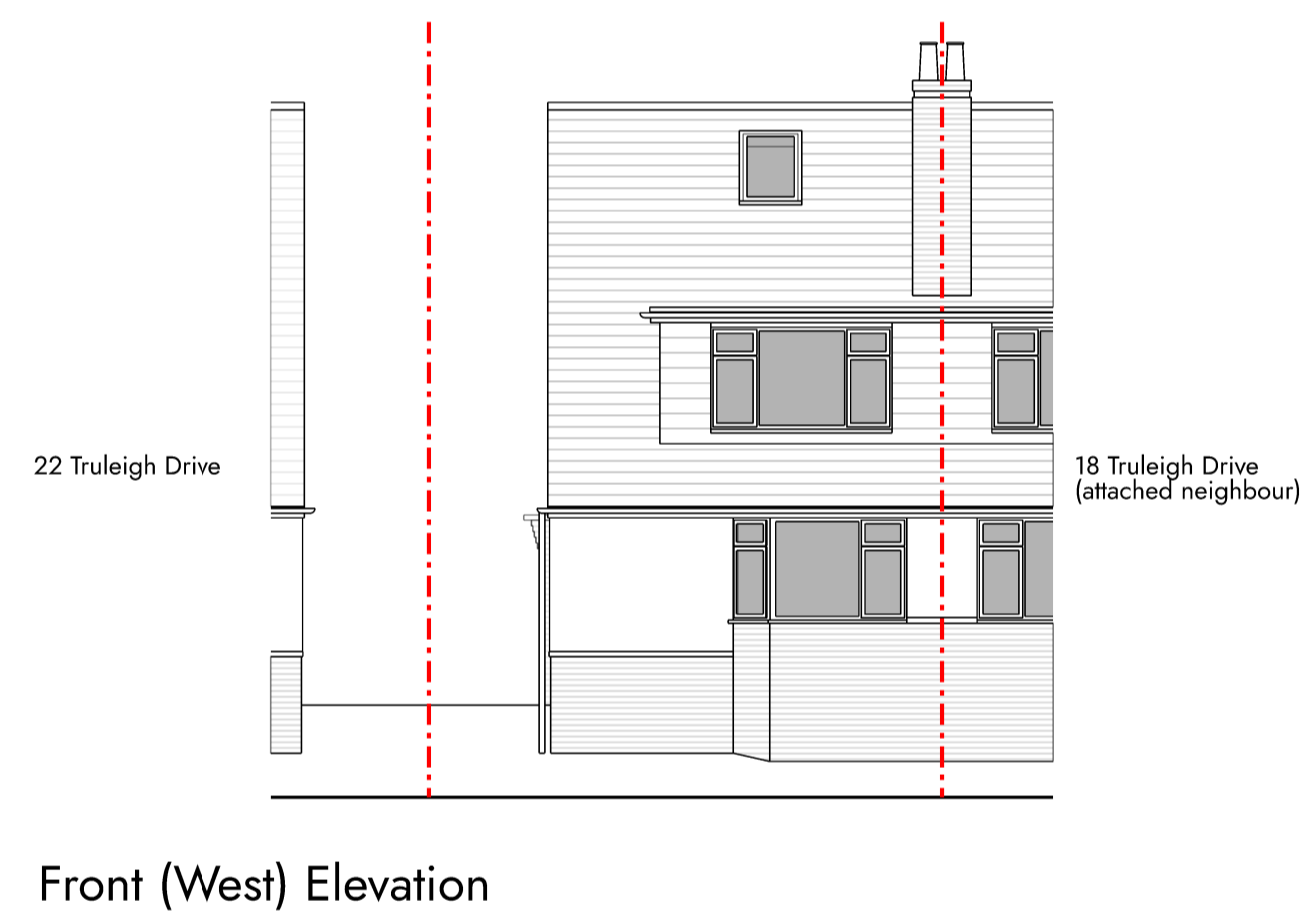 22 Truleigh Drive
18 Truleigh Drive
(attached neighbour)
Front (West) Elevation